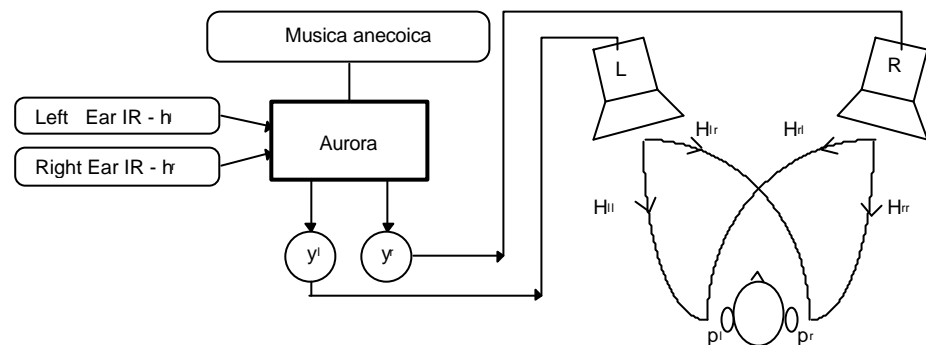 Musica anecoica
Left Ear IR - hl
Right Ear IR - hr
Aurora
yl
yr
L
R
Hlr
Hrl
Hll
Hrr
pl
pr